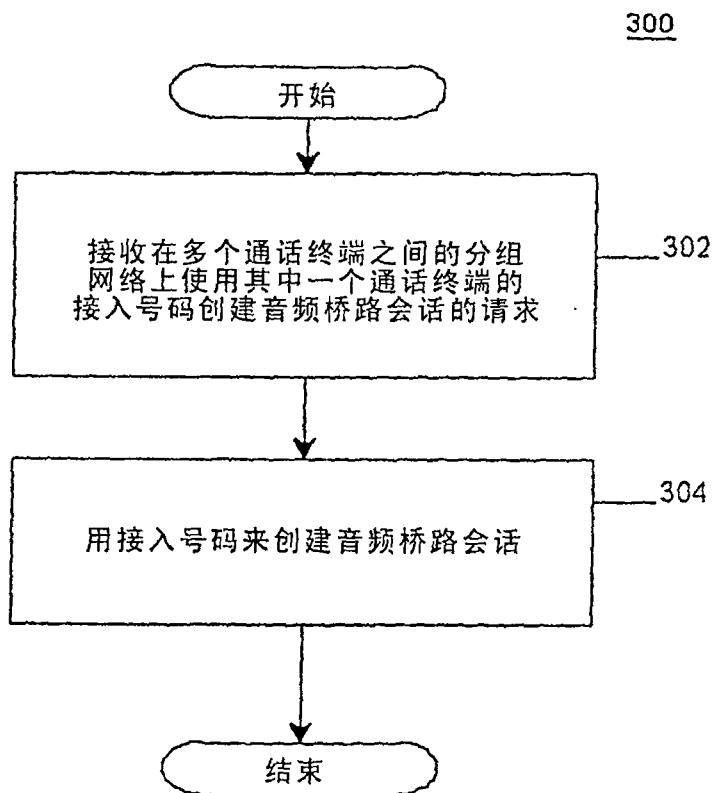 300
开始
接收在多个通话终端之间的分组
网络上使用其中一个通话终端的
接入号码创建音频桥路会话的请求
302
用接入号码来创建音频桥路会话
304
结束